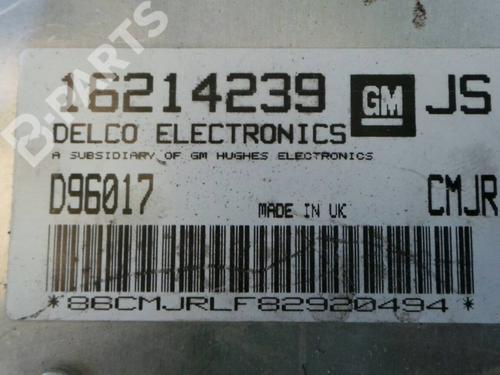 B-PARTS
16214239 GM JS
DELCO ELECTRONICS
A SUBSIDIARY OF GM HUGHES ELECTRONICS
D96017 MADE IN UK CMJR
*86CMJRLF82920494*